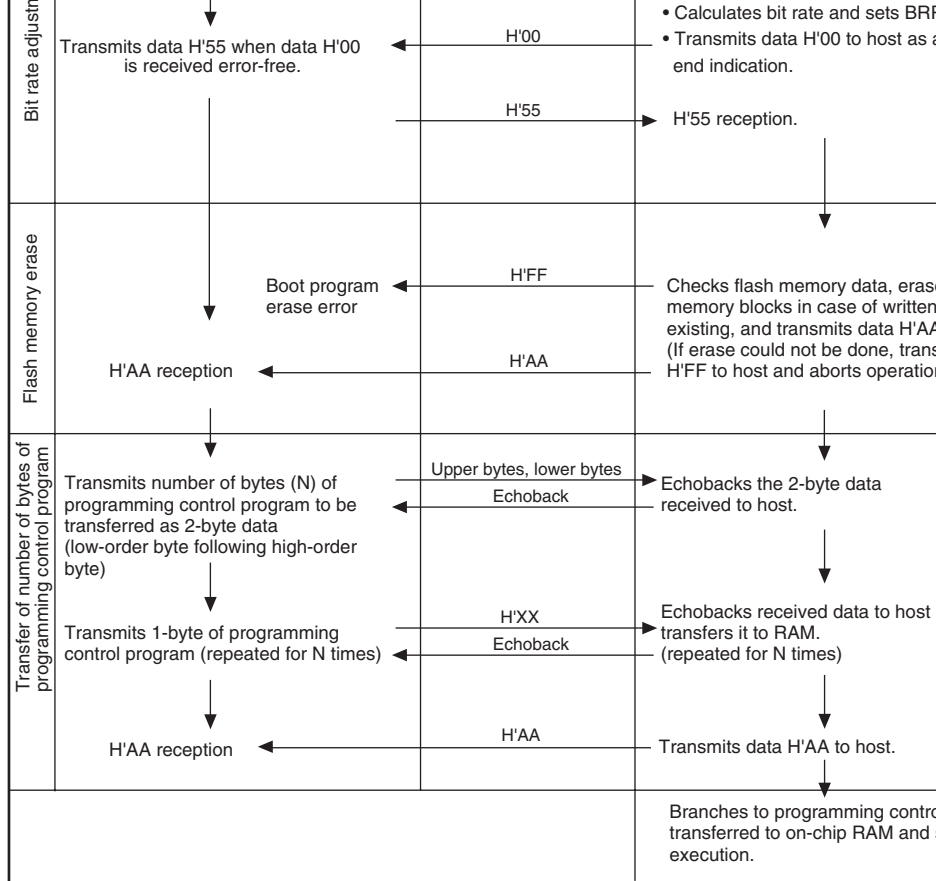 Bit rate
Transmits data H'55 when data H'00
is received error-free.
H'00
• Calculates bit rate and sets
• Transmits data H'00 to host as
end indication.
H'55
H'55 reception.
Flash memory erase
Boot program
erase error
H'FF
H'AA reception
H'AA
Checks flash memory data,
memory blocks in case of written
existing, and transmits data H'AA
(If erase could not be done,
H'FF to host and aborts
Transfer of number of bytes of
programming control program
Transmits number of bytes (N) of
programming control program to be
transferred as 2-byte data
(low-order byte following high-order
byte)
Upper bytes, lower bytes
Echoback
Echobacks the 2-byte data
received to host.
Transmits 1-byte of programming
control program (repeated for N times)
H'XX
Echoback
Echobacks received data to host
transfers it to RAM.
(repeated for N times)
H'AA reception
H'AA
Transmits data H'AA to host.
Branches to programming
transferred to on-chip RAM and
execution.